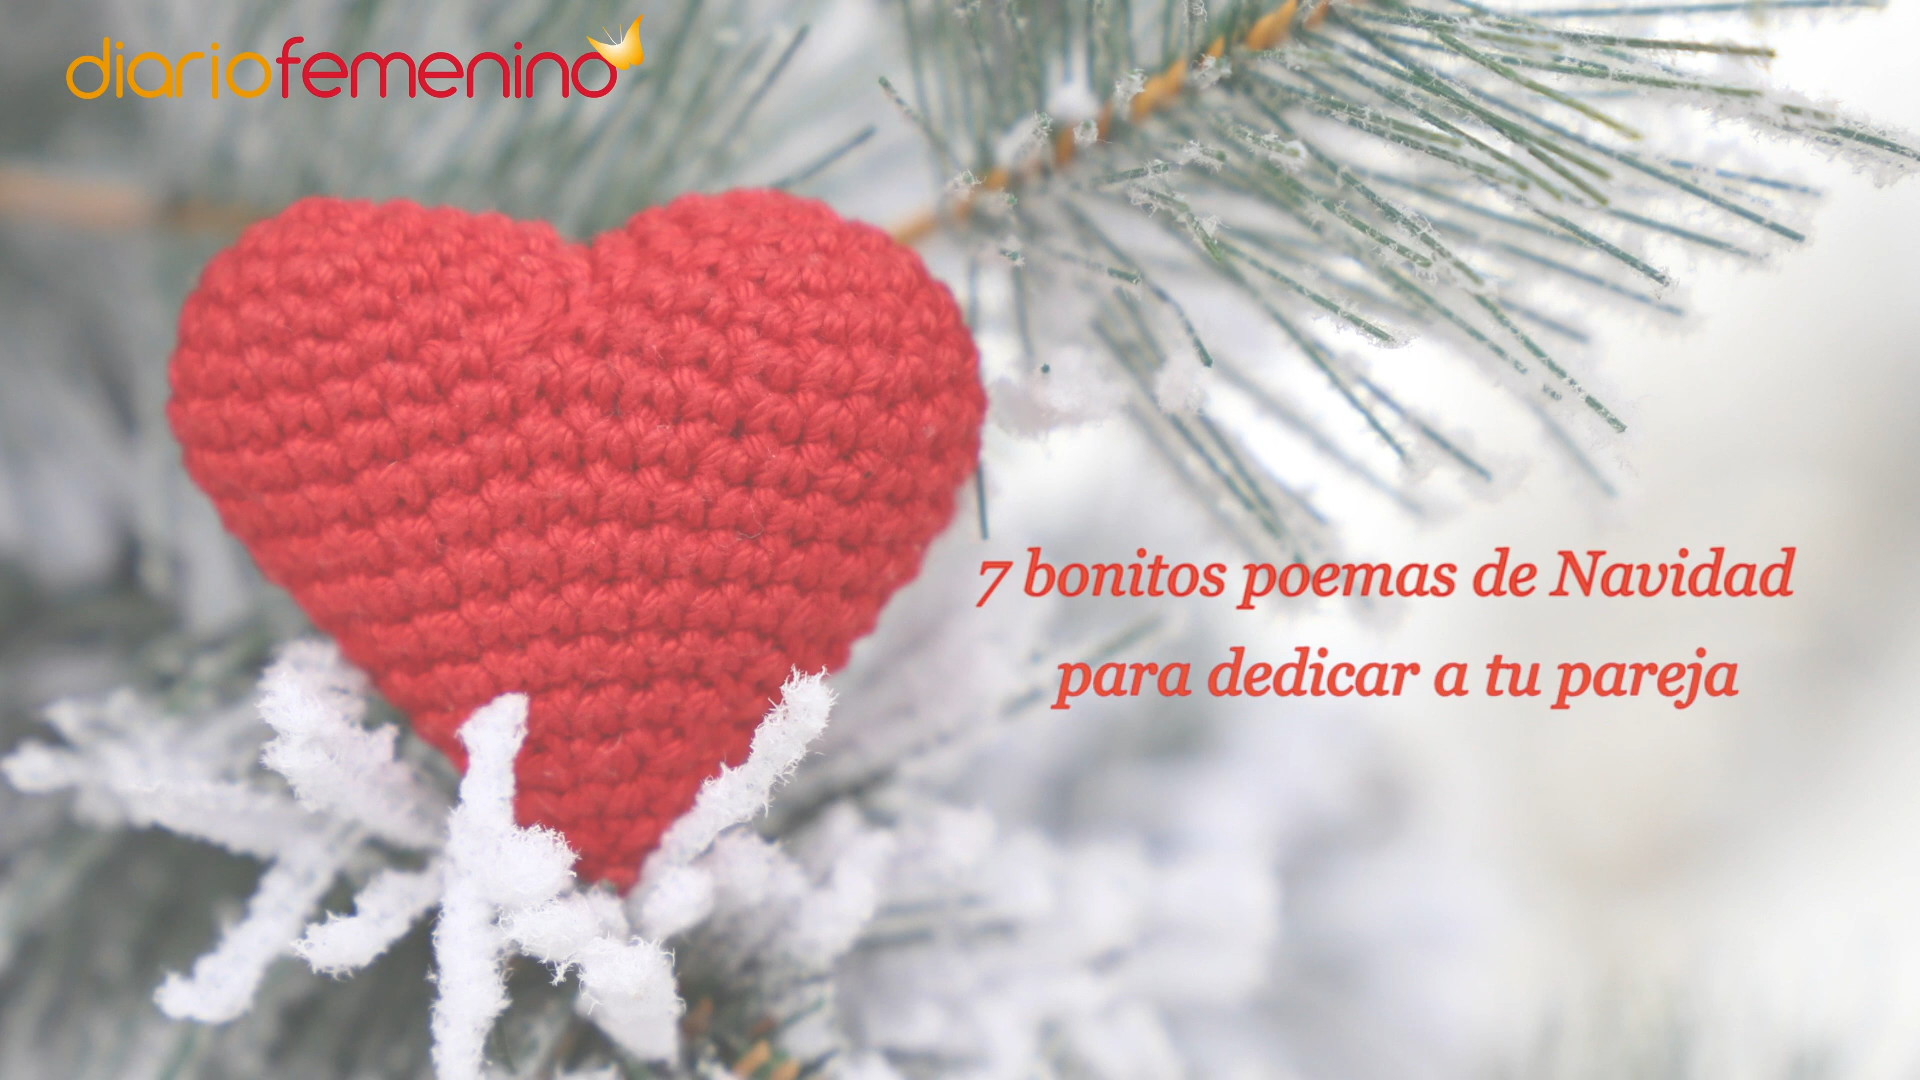 diariofemenino
7 bonitos poemas de Navidad
para dedicar a tu pareja